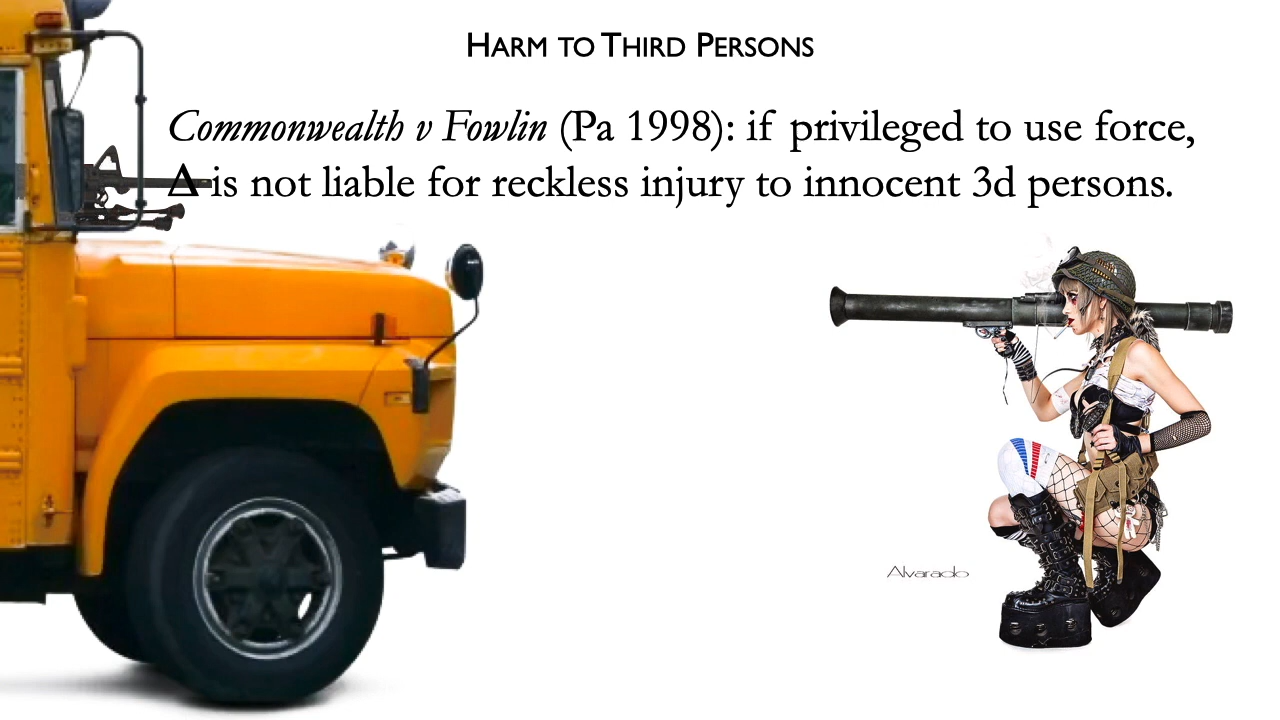 HARM TO THIRD PERSONS
Commonwealth v Fowlin (Pa 1998): if privileged to use force,
Δ is not liable for reckless injury to innocent 3d persons.
Alvarado